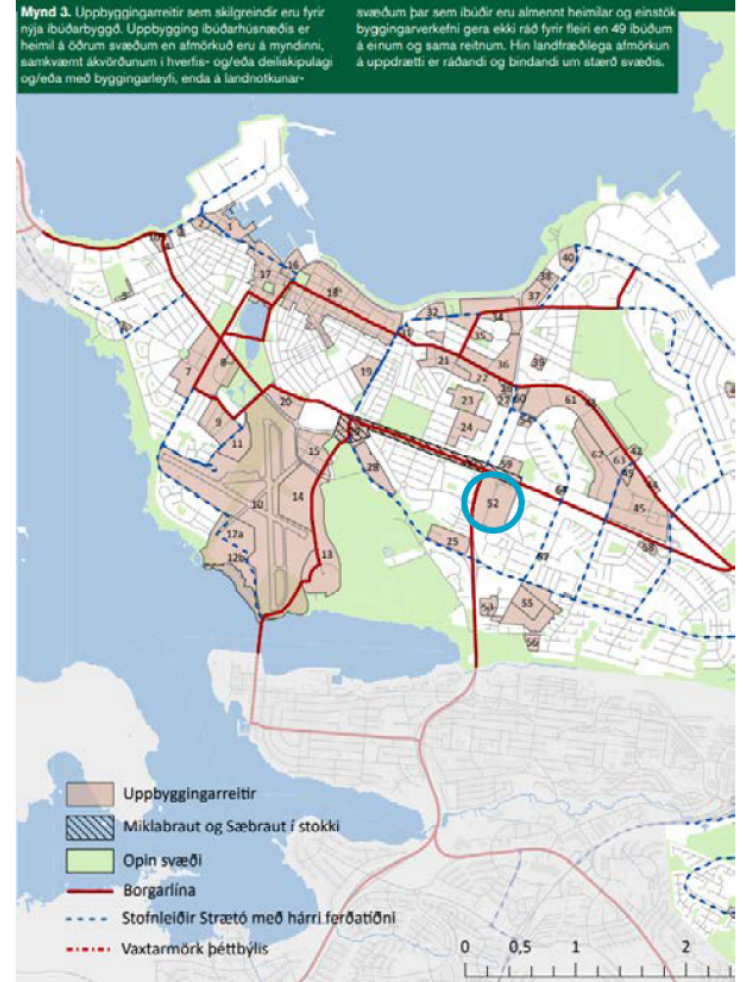 Mynd 3. Uppbyggingarreitir sem skilgreindir eru fyrir
nýja íbúðarbyggð. Uppbygging íbúðarhúsnæðis er
heimil á öðrum svæðum en afmörkuð eru á myndinni,
samkvæmt ákvörðunum í hverfis- og/eða deiliskipulagi
og/eða með byggingarleyfi, enda á landnotkunar-
svæðum þar sem íbúðir eru almennt heimilar og einstök
byggingarverkefni gera ekki ráð fyrir fleiri en 49 íbúðum
á einum og sama reitnum. Hin landfræðilega afmörkun
á uppdrætti er ráðandi og bindandi um stærð svæðis.
1
2
16
17
18
40
38
37
32
34
35
36
21
22
39
19
7
8
9
11
20
23
24
27
61
62
63
45
15
28
14
10
52
25
12a
12b
13
53
55
56
59
58
Uppbyggingarreitir
Miklabraut og Sæbraut í stokki
Opin svæði
Borgarlína
Stofnleiðir Strætó með hárri ferðatíðni
Vaxtarmörk þéttbýlis
0 0,5 1 2